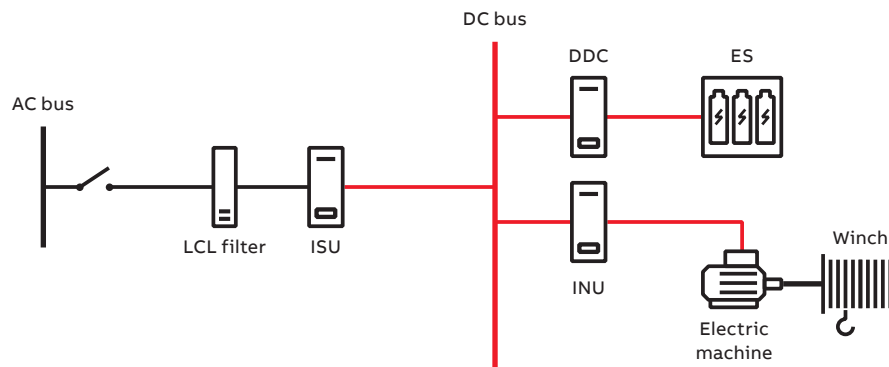 DC bus
DDC
ES
AC bus
LCL filter
ISU
INU
Winch
Electric
machine